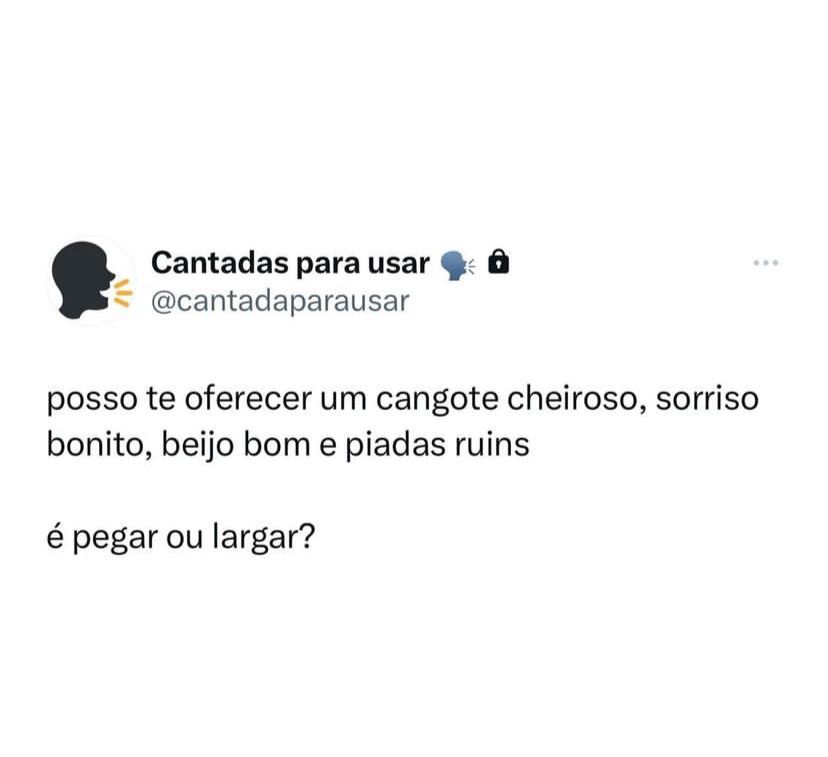 Cantadas para usar 🗣️ 🔒
@cantadaparausar
posso te oferecer um cangote cheiroso, sorriso
bonito, beijo bom e piadas ruins
é pegar ou largar?